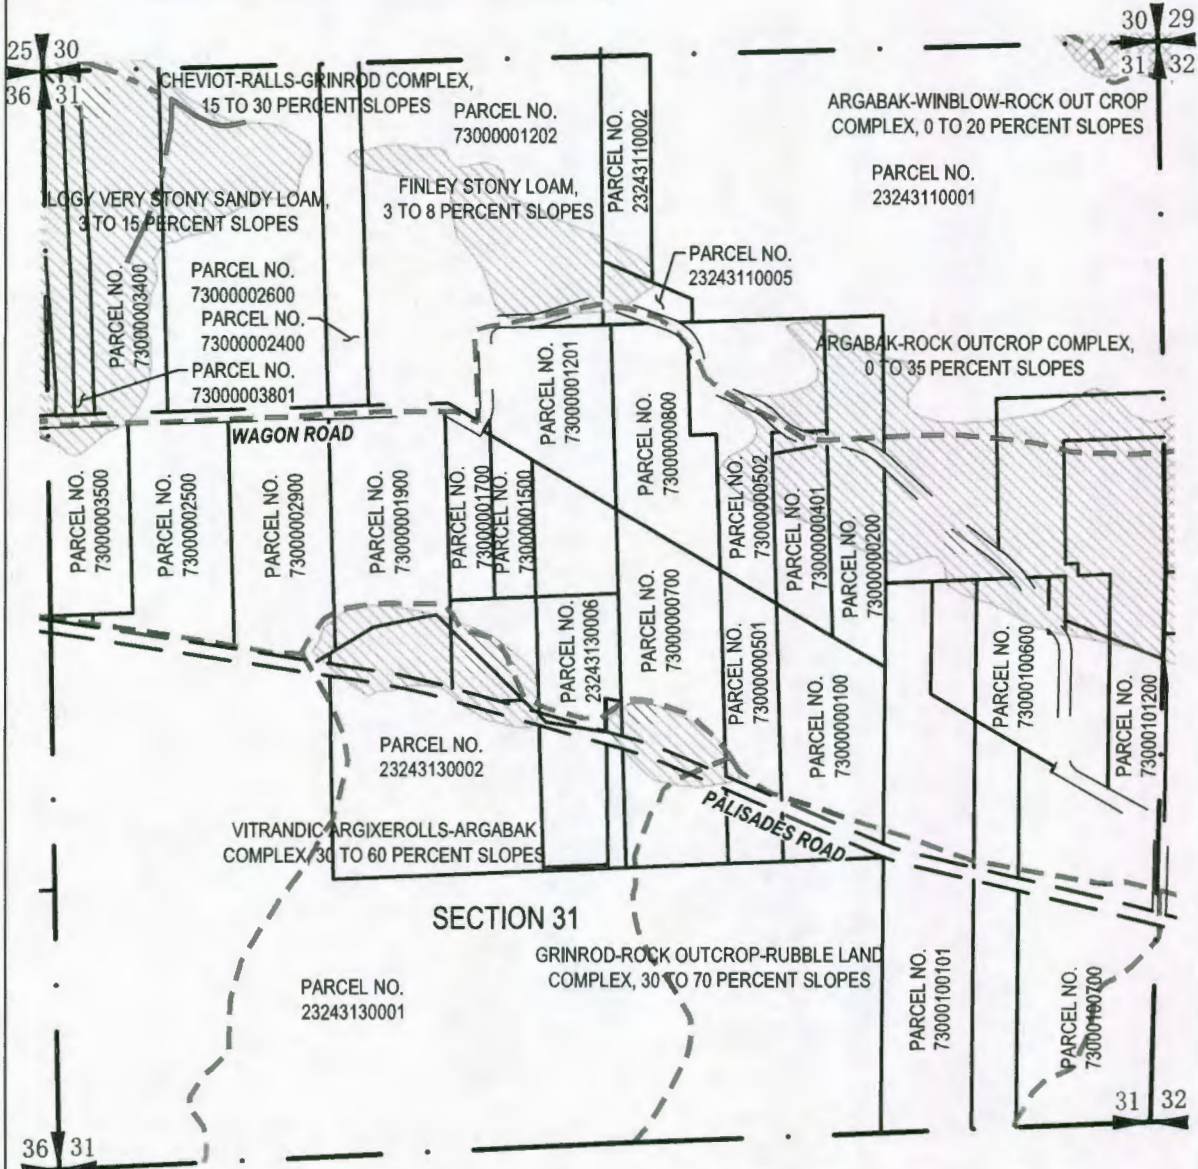 25 30
36 31
30 29
31 32
CHEVIOT-RALLS-GRINROD COMPLEX,
15 TO 30 PERCENT SLOPES
PARCEL NO.
73000001202
PARCEL NO.
23243110002
ARGABAK-WINBLOW-ROCK OUT CROP
COMPLEX, 0 TO 20 PERCENT SLOPES
PARCEL NO.
23243110001
LOGY VERY STONY SANDY LOAM,
3 TO 15 PERCENT SLOPES
FINLEY STONY LOAM,
3 TO 8 PERCENT SLOPES
PARCEL NO.
23243110005
PARCEL NO.
73000003400
PARCEL NO.
73000002600
PARCEL NO.
73000002400
PARCEL NO.
73000003801
ARGABAK-ROCK OUTCROP COMPLEX,
0 TO 35 PERCENT SLOPES
PARCEL NO.
73000001201
PARCEL NO.
73000000800
WAGON ROAD
PARCEL NO.
73000003500
PARCEL NO.
73000002500
PARCEL NO.
73000002900
PARCEL NO.
73000001900
PARCEL NO.
73000001700
PARCEL NO.
73000001500
PARCEL NO.
73000000502
PARCEL NO.
73000000401
PARCEL NO.
73000000200
PARCEL NO.
23243130006
PARCEL NO.
73000000700
PARCEL NO.
73000000501
PARCEL NO.
73000000100
PARCEL NO.
73000100600
PARCEL NO.
73000101200
PARCEL NO.
23243130002
PALISADES ROAD
VITRANDIC ARGIXEROLLS-ARGABAK
COMPLEX, 30 TO 60 PERCENT SLOPES
SECTION 31
GRINROD-ROCK OUTCROP-RUBBLE LAND
COMPLEX, 30 TO 70 PERCENT SLOPES
PARCEL NO.
23243130001
PARCEL NO.
73000100101
PARCEL NO.
73000100700
36 31
31 32